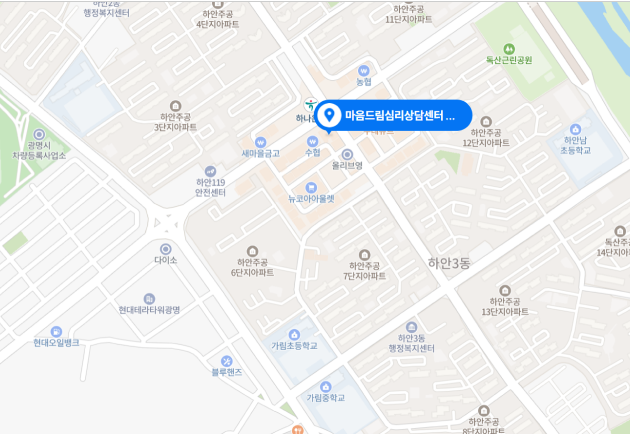 하안2동
행정복지센터
하안주공
4단지아파트
하안주공
11단지아파트
독산근린공원
농협
하안주공
3단지아파트
마음드림심리상담센터 ...
광명시
차량등록사업소
새마을금고
수협
올리브영
하안주공
12단지아파트
하안남
초등학교
하안119
안전센터
뉴코아아울렛
다이소
하안주공
6단지아파트
하안주공
7단지아파트
하안3동
독산주공
14단지아파트
현대테라타워광명
하안주공
13단지아파트
현대오일뱅크
가림초등학교
하안3동
행정복지센터
블루핸즈
가림중학교
하안주공
8단지아파트